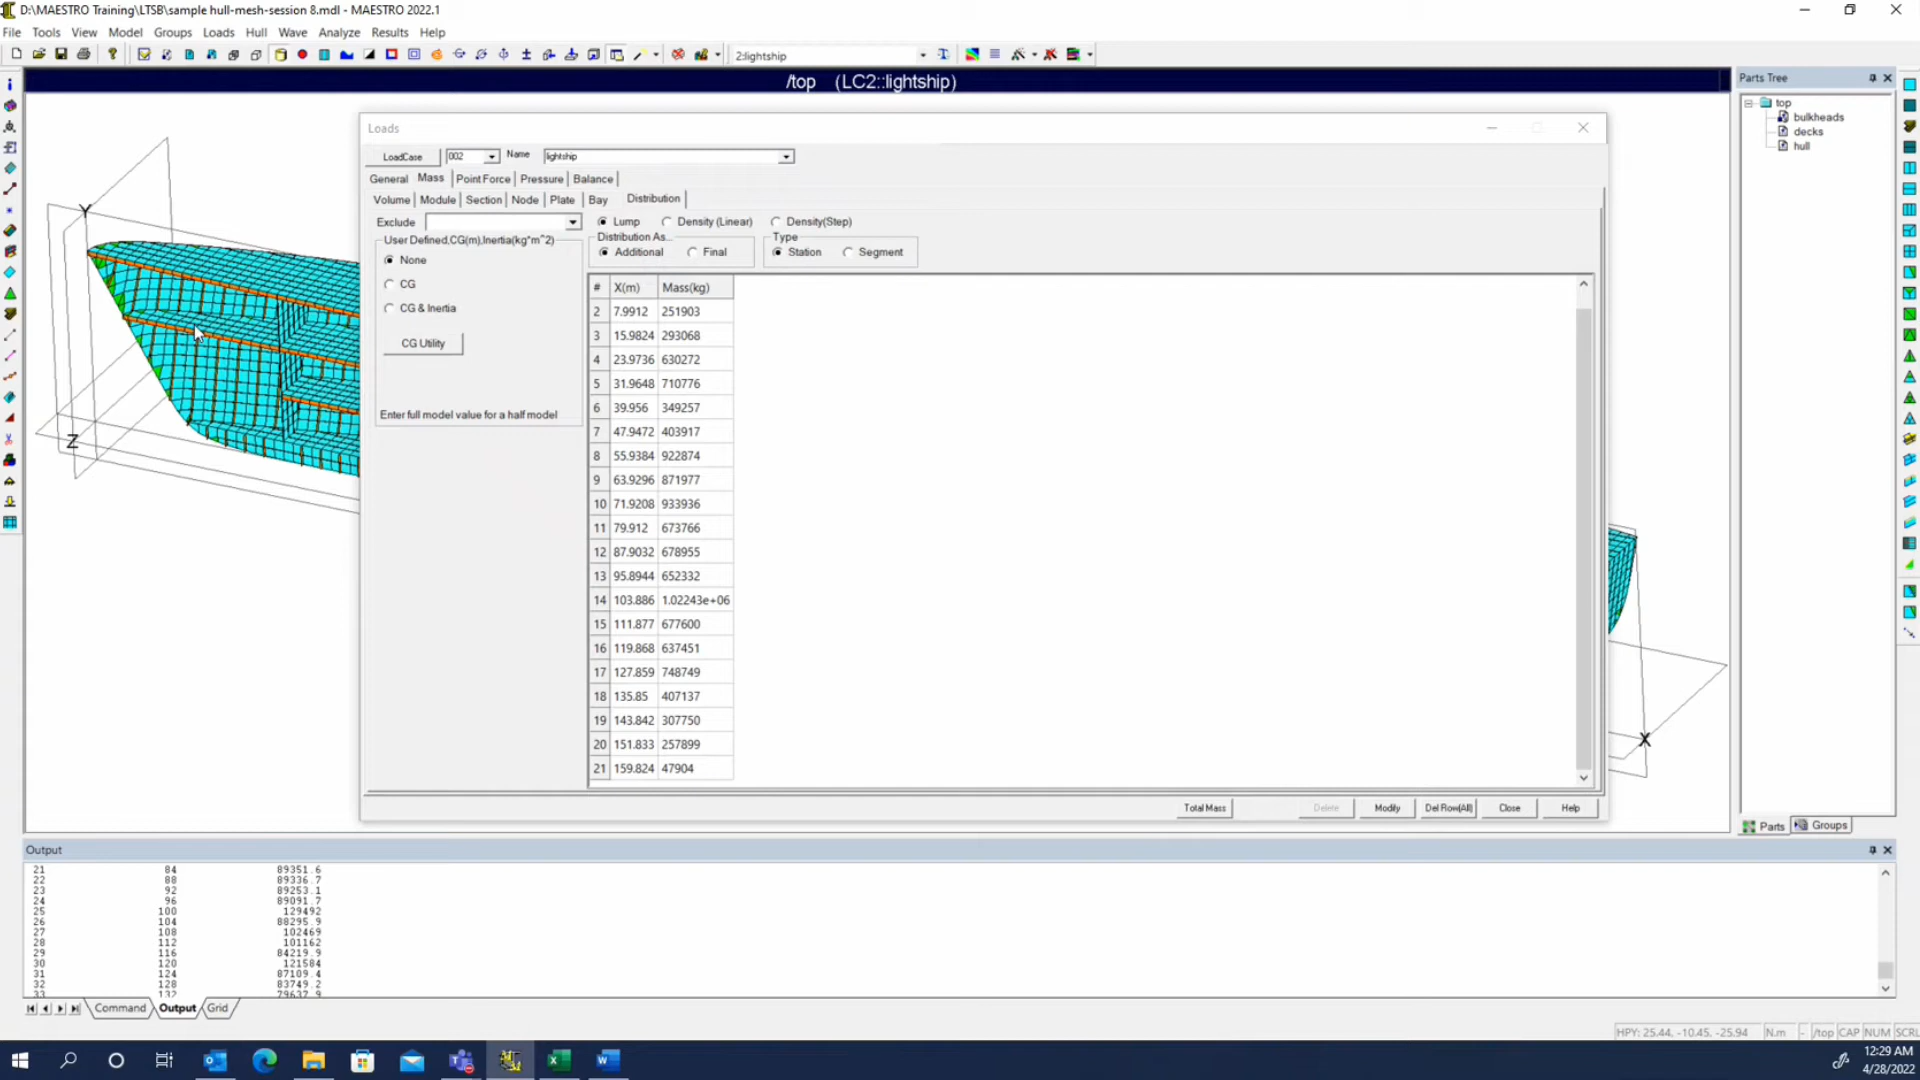 D:\MAESTRO Training\LTSB\sample hull-mesh-session 8.mdl - MAESTRO 2022.1
File Tools View Model Groups Loads Hull Wave Analyze Results Help
2:lightship
/top (LC2::lightship)
Parts Tree
top
bulkheads
decks
hull
Loads
LoadCase 002 Name lightship
General Mass Point Force Pressure Balance
Volume Module Section Node Plate Bay Distribution
Exclude Lump Density (Linear) Density(Step)
User Defined,CG(m),Inertia(kg*m^2) Distribution As... Type
None Additional Final Station Segment
CG
CG & Inertia
CG Utility
Enter full model value for a half model
# X(m) Mass(kg)
2 7.9912 251903
3 15.9824 293068
4 23.9736 630272
5 31.9648 710776
6 39.956 349257
7 47.9472 403917
8 55.9384 922874
9 63.9296 871977
10 71.9208 933936
11 79.912 673766
12 87.9032 678955
13 95.8944 652332
14 103.886 1.02243e+06
15 111.877 677600
16 119.868 637451
17 127.859 748749
18 135.85 407137
19 143.842 307750
20 151.833 257899
21 159.824 47904
Total Mass Delete Modify Del Row(All) Close Help
Y
Z
X
Parts Groups
Output
21 84 89351.6
22 88 89336.7
23 92 89253.1
24 96 89091.7
25 100 129492
26 104 88295.9
27 108 102469
28 112 101162
29 116 84219.9
30 120 121584
31 124 87109.4
32 128 83749.2
33 132 79637.9
Command Output Grid
HPY: 25.44, -10.45, -25.94 N.m - /top CAP NUM SCRL
12:29 AM
4/28/2022